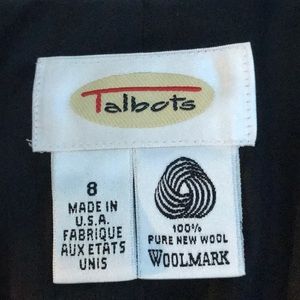 Talbots
8
MADE IN
U.S.A.
FABRIQUE
AUX ETATS
UNIS
100%
PURE NEW WOOL
WOOLMARK